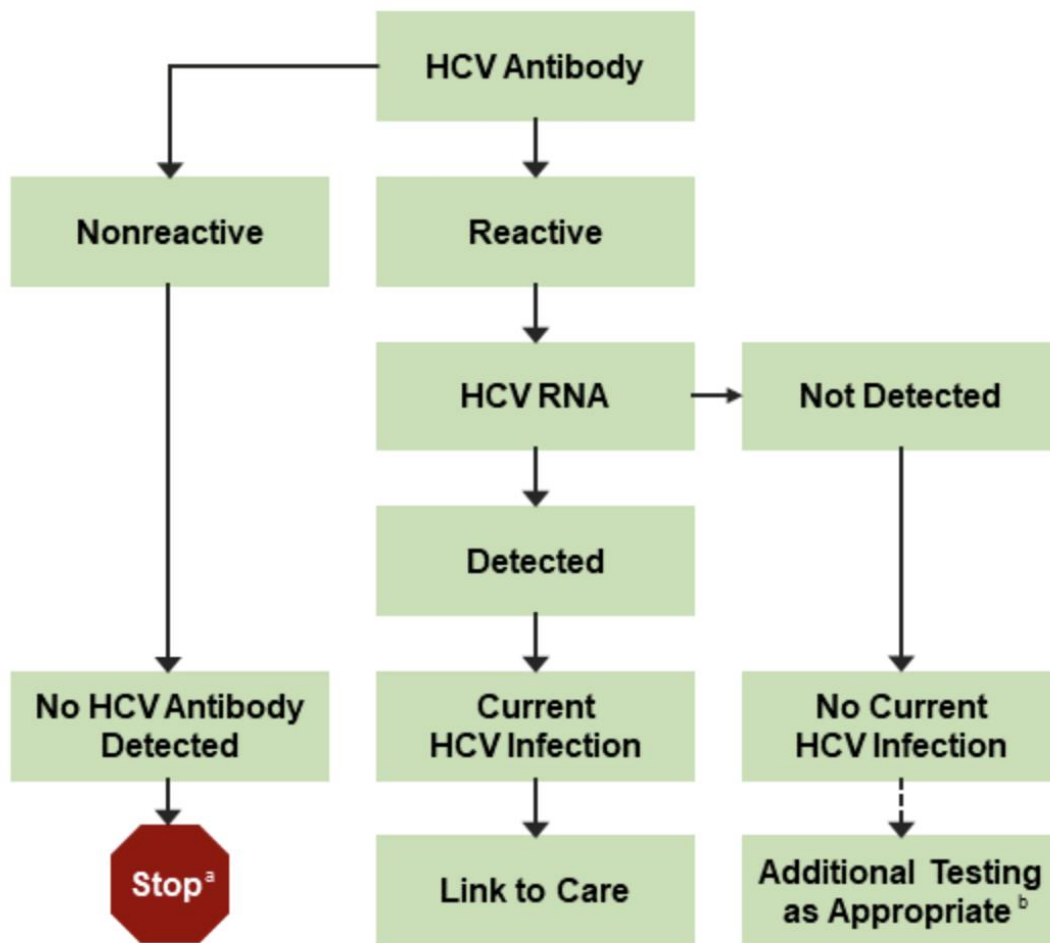 HCV Antibody
Nonreactive
Reactive
HCV RNA
Not Detected
Detected
No HCV Antibody
Detected
Current
HCV Infection
No Current
HCV Infection
Stop a
Link to Care
Additional Testing
as Appropriate b